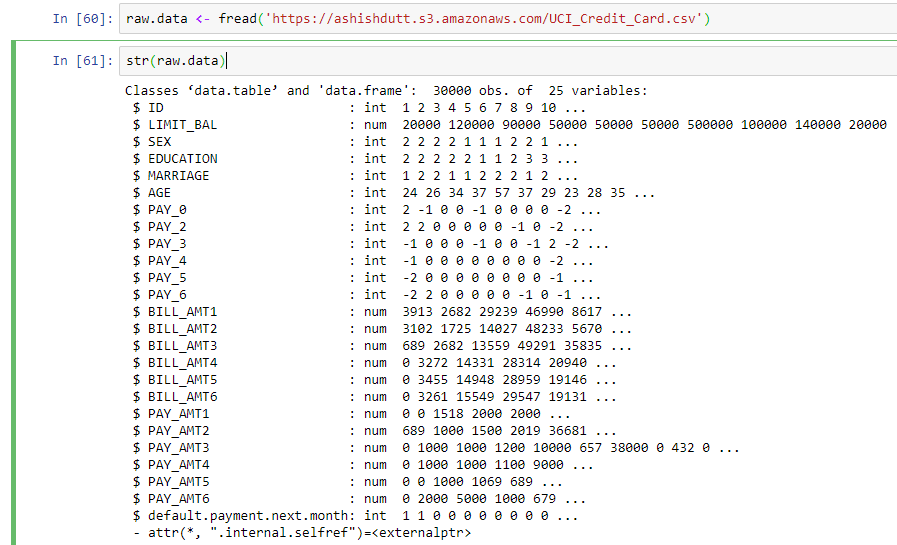 In [60]: raw.data <- fread('https://ashishdutt.s3.amazonaws.com/UCI_Credit_Card.csv')
In [61]: str(raw.data)
Classes ‘data.table’ and 'data.frame':  30000 obs. of  25 variables:
 $ ID                        : int  1 2 3 4 5 6 7 8 9 10 ...
 $ LIMIT_BAL                 : num  20000 120000 90000 50000 50000 50000 500000 100000 140000 20000
 $ SEX                       : int  2 2 2 2 1 1 1 2 2 1 ...
 $ EDUCATION                 : int  2 2 2 2 2 1 1 2 3 3 ...
 $ MARRIAGE                  : int  1 2 2 1 1 2 2 2 1 2 ...
 $ AGE                       : int  24 26 34 37 57 37 29 23 28 35 ...
 $ PAY_0                     : int  2 -1 0 0 -1 0 0 0 0 -2 ...
 $ PAY_2                     : int  2 2 0 0 0 0 0 -1 0 -2 ...
 $ PAY_3                     : int  -1 0 0 0 -1 0 0 -1 2 -2 ...
 $ PAY_4                     : int  -1 0 0 0 0 0 0 0 0 -2 ...
 $ PAY_5                     : int  -2 0 0 0 0 0 0 0 0 -1 ...
 $ PAY_6                     : int  -2 2 0 0 0 0 0 -1 0 -1 ...
 $ BILL_AMT1                 : num  3913 2682 29239 46990 8617 ...
 $ BILL_AMT2                 : num  3102 1725 14027 48233 5670 ...
 $ BILL_AMT3                 : num  689 2682 13559 49291 35835 ...
 $ BILL_AMT4                 : num  0 3272 14331 28314 20940 ...
 $ BILL_AMT5                 : num  0 3455 14948 28959 19146 ...
 $ BILL_AMT6                 : num  0 3261 15549 29547 19131 ...
 $ PAY_AMT1                  : num  0 0 1518 2000 2000 ...
 $ PAY_AMT2                  : num  689 1000 1500 2019 36681 ...
 $ PAY_AMT3                  : num  0 1000 1000 1200 10000 657 38000 0 432 0 ...
 $ PAY_AMT4                  : num  0 1000 1000 1100 9000 ...
 $ PAY_AMT5                  : num  0 0 1000 1069 689 ...
 $ PAY_AMT6                  : num  0 2000 5000 1000 679 ...
 $ default.payment.next.month: int  1 1 0 0 0 0 0 0 0 0 ...
 - attr(*, ".internal.selfref")=<externalptr>